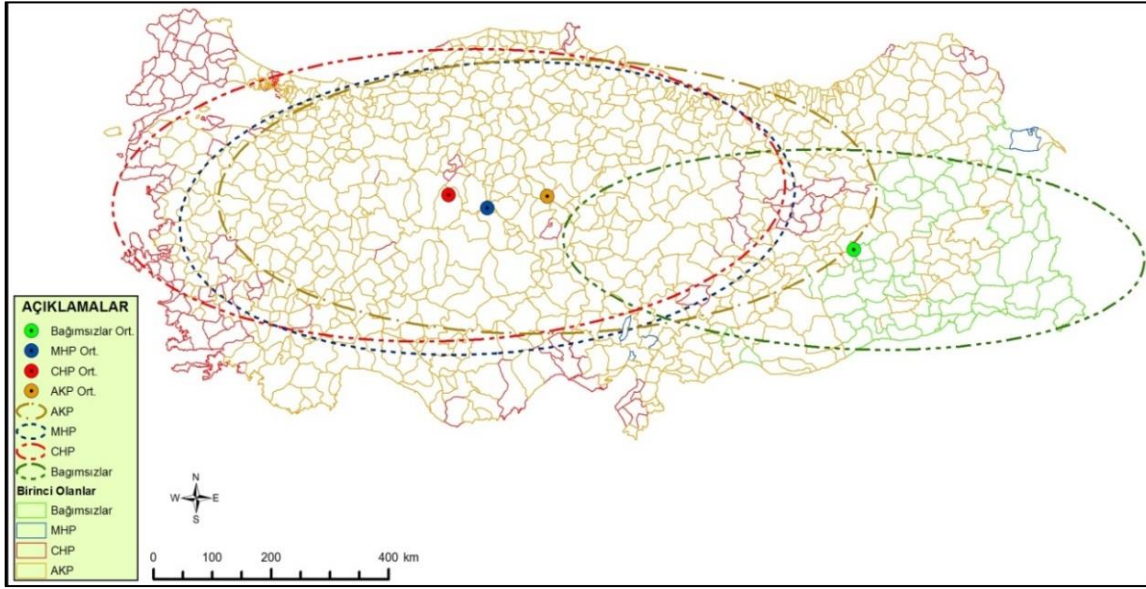 AÇIKLAMALAR
Bağımsızlar Ort.
MHP Ort.
CHP Ort.
AKP Ort.
AKP
MHP
CHP
Bagımsızlar
Birinci Olanlar
Bağımsızlar
MHP
CHP
AKP
N
W E
S
0 100 200 400 km